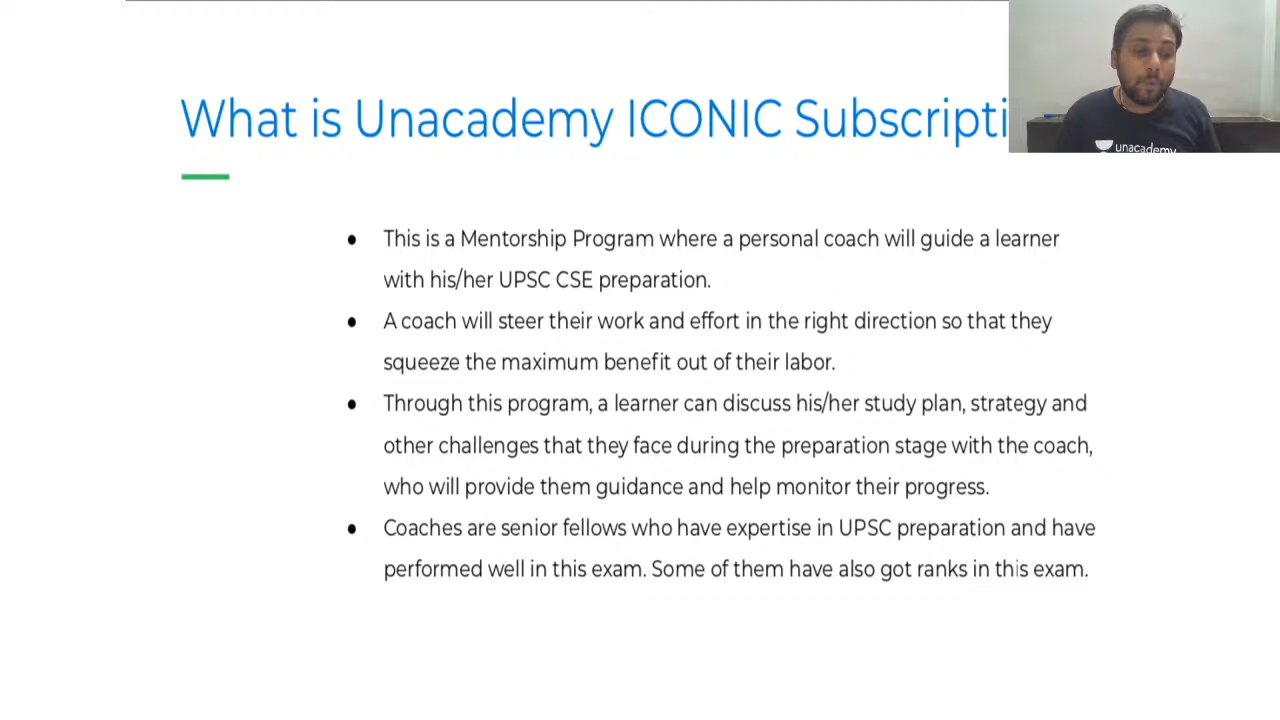 What is Unacademy ICONIC Subscripti
unacademy
This is a Mentorship Program where a personal coach will guide a learner
with his/her UPSC CSE preparation.
A coach will steer their work and effort in the right direction so that they
squeeze the maximum benefit out of their labor.
Through this program, a learner can discuss his/her study plan, strategy and
other challenges that they face during the preparation stage with the coach,
who will provide them guidance and help monitor their progress.
Coaches are senior fellows who have expertise in UPSC preparation and have
performed well in this exam. Some of them have also got ranks in this exam.